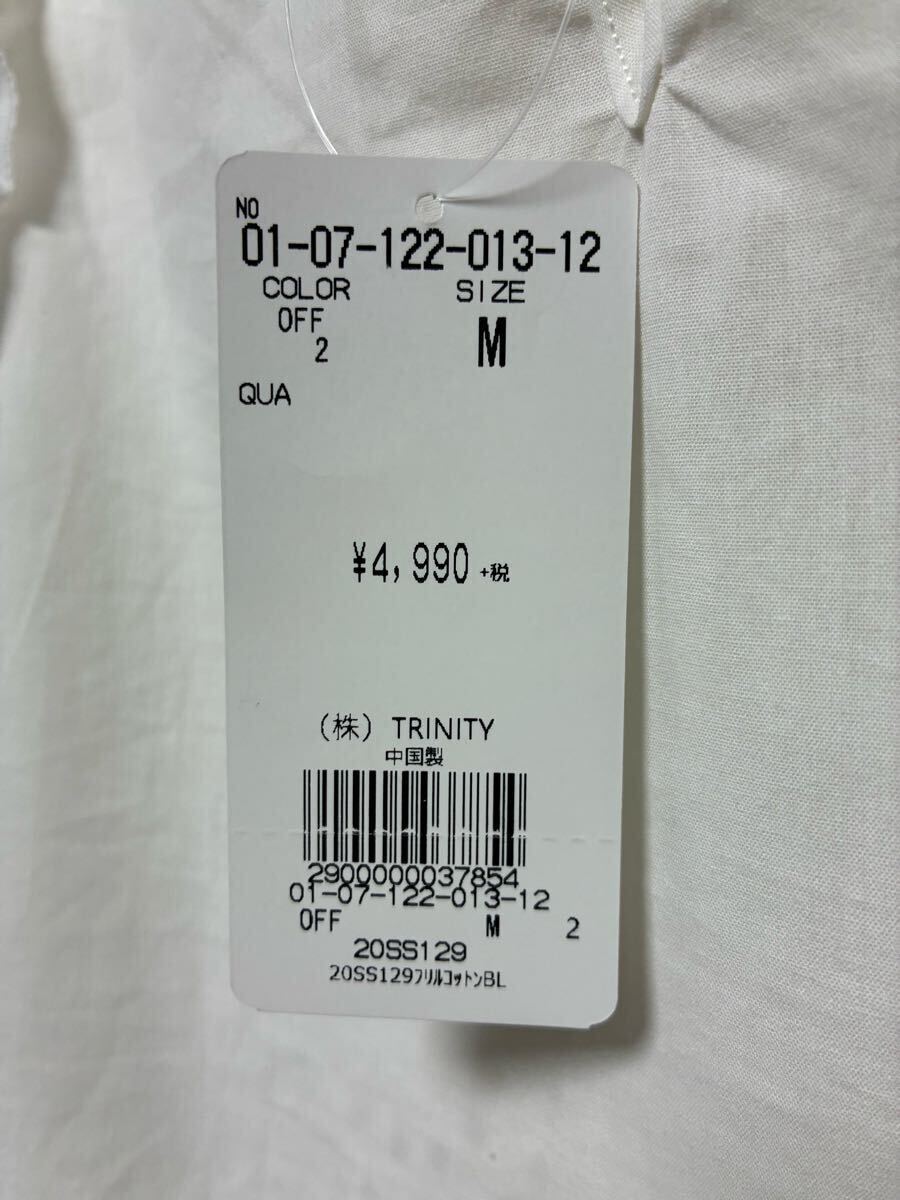 NO
01-07-122-013-12
COLOR SIZE
OFF
2 M
QUA
¥4,990 +税
(株) TRINITY
中国製
2900000037854
01-07-122-013-12
OFF M 2
20SS129
20SS129ﾌﾘﾙｺｯﾄﾝBL